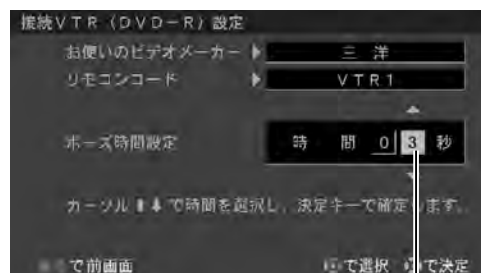 接続VTR（DVD－R）設定
お使いのビデオメーカー 三 洋
リモコンコード VTR1
ポーズ時間設定 時 間 0 3 秒
カーソル⬆⬇で時間を選択し、決定キーで確定します。
で前画面 で選択 で決定